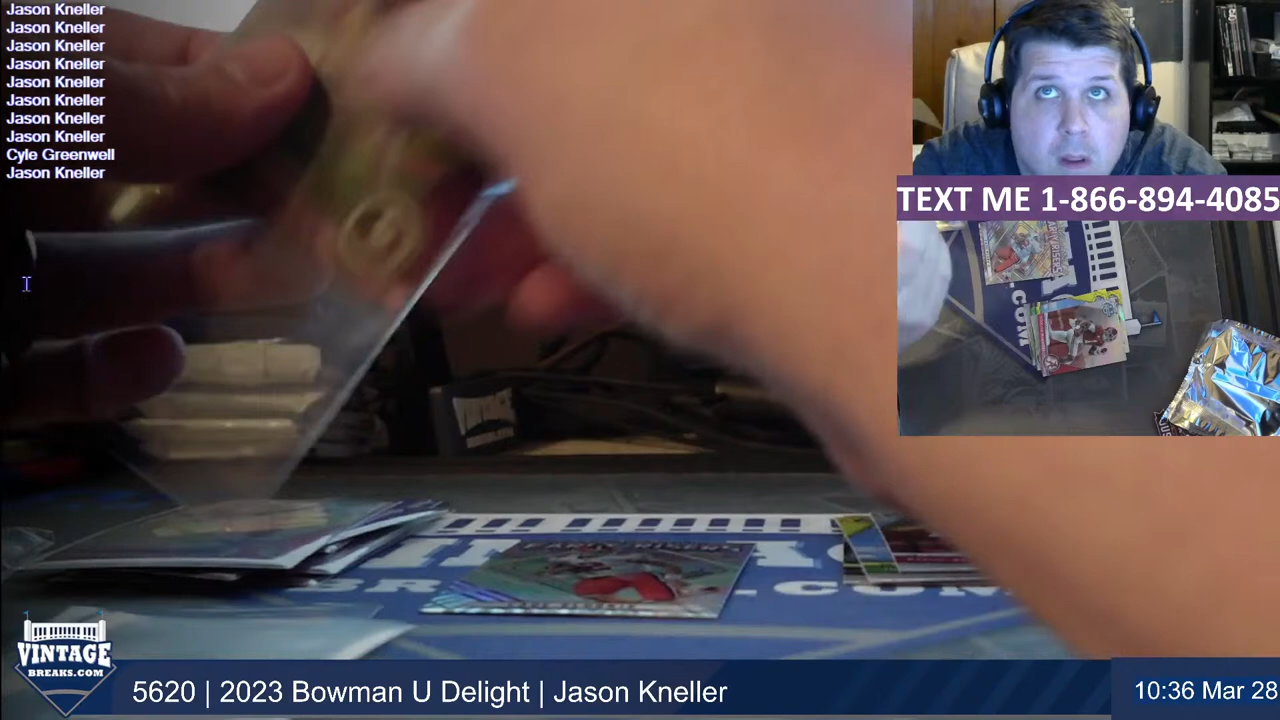 Jason Kneller
Jason Kneller
Jason Kneller
Jason Kneller
Jason Kneller
Jason Kneller
Jason Kneller
Jason Kneller
Cyle Greenwell
Jason Kneller
TEXT ME 1-866-894-4085
.COM
VINTAGE
BREAKS.COM
5620 | 2023 Bowman U Delight | Jason Kneller
10:36 Mar 28